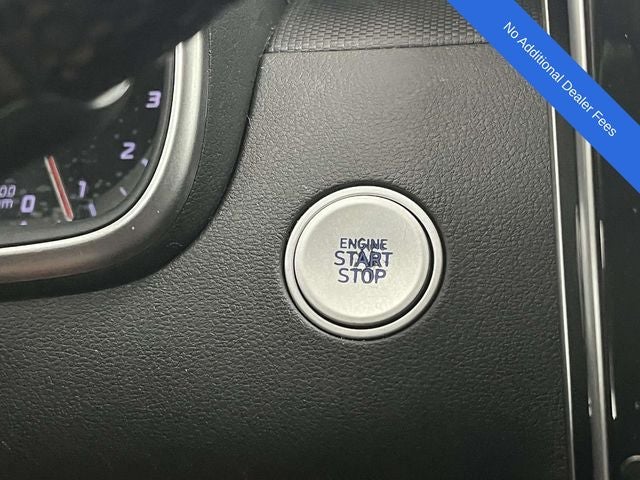 No Additional Dealer Fees
3
2
1
0
ENGINE
START
STOP